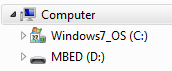 Computer
Windows7_OS (C:)
MBED (D:)